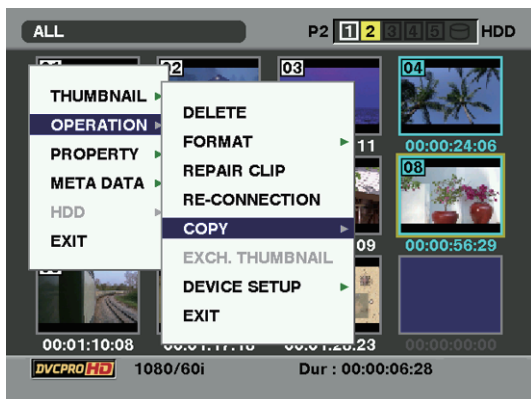 ALL
P2 1 2 3 4 5 HDD
2 03 04
THUMBNAIL
OPERATION
PROPERTY
META DATA
HDD
EXIT
DELETE
FORMAT
REPAIR CLIP
RE-CONNECTION
COPY
EXCH. THUMBNAIL
DEVICE SETUP
EXIT
11 00:00:24:06
08
09 00:00:56:29
00:01:10:08 23 00:00:00:00
DVCPRO HD 1080/60i Dur : 00:00:06:28